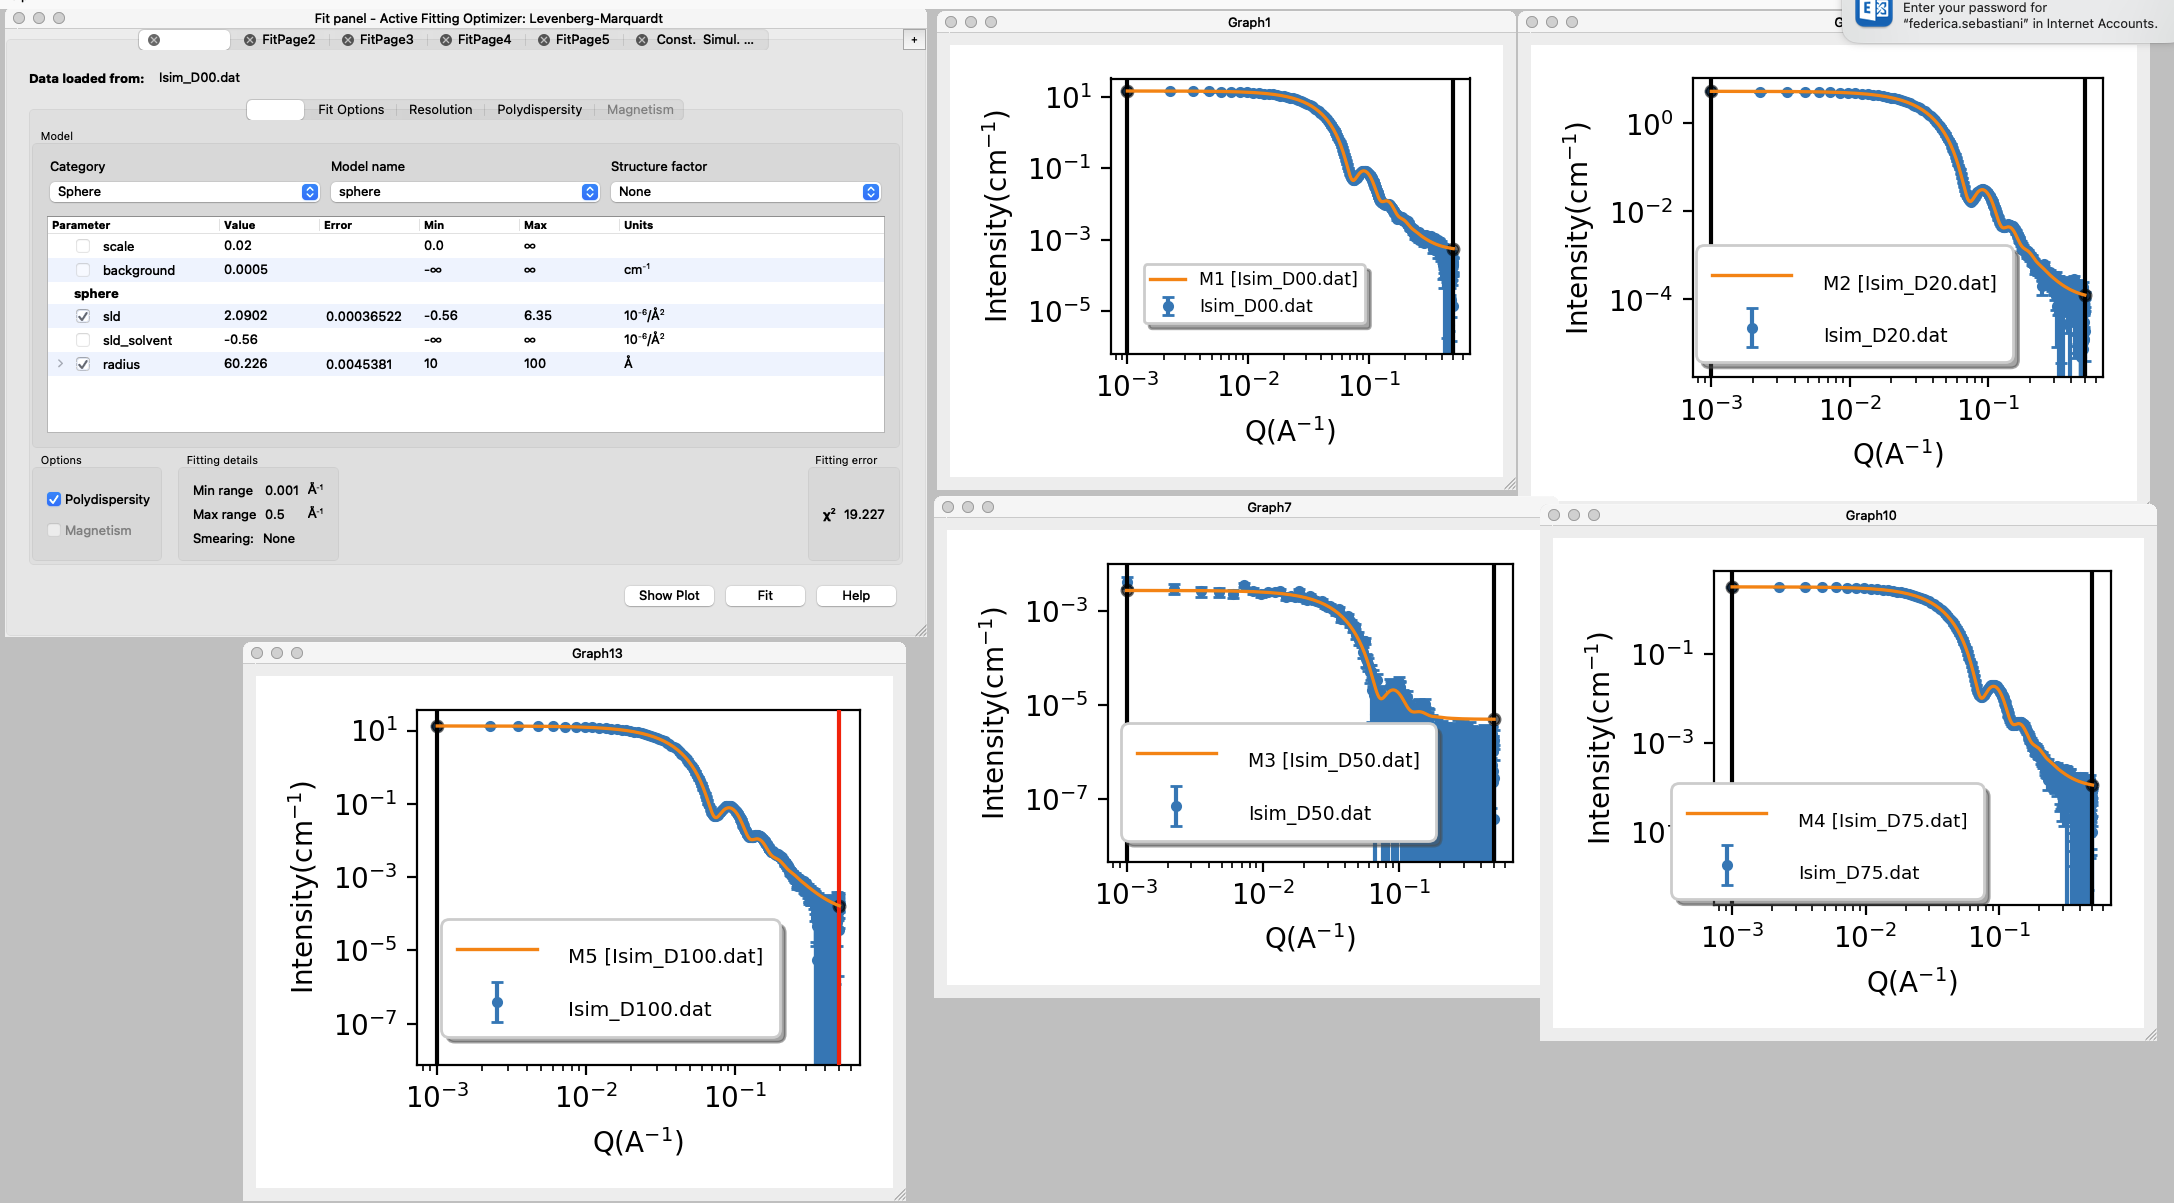 Fit panel - Active Fitting Optimizer: Levenberg-Marquardt
FitPage2 FitPage3 FitPage4 FitPage5 Const. Simul. ... +
Data loaded from: Isim_D00.dat
Fit Options Resolution Polydispersity Magnetism
Model
Category Model name Structure factor
Sphere sphere None
Parameter Value Error Min Max Units
scale 0.02 0.0 ∞
background 0.0005 -∞ ∞ cm⁻¹
sphere
sld 2.0902 0.00036522 -0.56 6.35 10⁻⁶/Å²
sld_solvent -0.56 -∞ ∞ 10⁻⁶/Å²
radius 60.226 0.0045381 10 100 Å
Options Fitting details Fitting error
Polydispersity
Magnetism
Min range 0.001 Å⁻¹
Max range 0.5 Å⁻¹
Smearing: None
χ² 19.227
Show Plot Fit Help
Graph1
Intensity(cm⁻¹)
10¹
10⁻¹
10⁻³
10⁻⁵
M1 [Isim_D00.dat]
Isim_D00.dat
10⁻³ 10⁻² 10⁻¹
Q(A⁻¹)
G
Enter your password for
“federica.sebastiani” in Internet Accounts.
Intensity(cm⁻¹)
10⁰
10⁻²
10⁻⁴
M2 [Isim_D20.dat]
Isim_D20.dat
10⁻³ 10⁻² 10⁻¹
Q(A⁻¹)
Graph7
Intensity(cm⁻¹)
10⁻³
10⁻⁵
10⁻⁷
M3 [Isim_D50.dat]
Isim_D50.dat
10⁻³ 10⁻² 10⁻¹
Q(A⁻¹)
Graph10
Intensity(cm⁻¹)
10⁻¹
10⁻³
10⁻
M4 [Isim_D75.dat]
Isim_D75.dat
10⁻³ 10⁻² 10⁻¹
Q(A⁻¹)
Graph13
Intensity(cm⁻¹)
10¹
10⁻¹
10⁻³
10⁻⁵
10⁻⁷
M5 [Isim_D100.dat]
Isim_D100.dat
10⁻³ 10⁻² 10⁻¹
Q(A⁻¹)